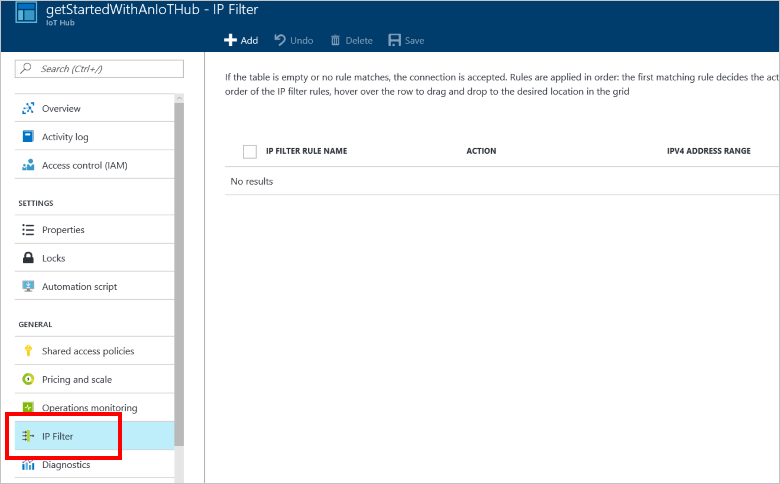 getStartedWithAnIoTHub - IP Filter
IoT Hub
Add Undo Delete Save
Search (Ctrl+/)
Overview
Activity log
Access control (IAM)
SETTINGS
Properties
Locks
Automation script
GENERAL
Shared access policies
Pricing and scale
Operations monitoring
IP Filter
Diagnostics
If the table is empty or no rule matches, the connection is accepted. Rules are applied in order: the first matching rule decides the act
order of the IP filter rules, hover over the row to drag and drop to the desired location in the grid
IP FILTER RULE NAME ACTION IPV4 ADDRESS RANGE
No results